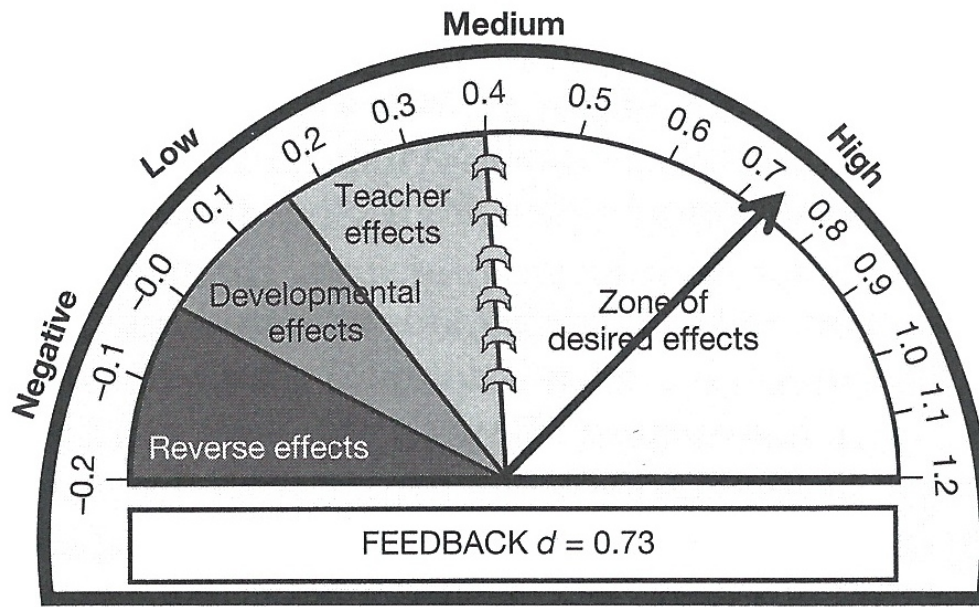 Medium
Low
High
Negative
-0.2
-0.1
-0.0
0.1
0.2
0.3
0.4
0.5
0.6
0.7
0.8
0.9
1.0
1.1
1.2
Teacher
effects
Developmental
effects
Reverse effects
Zone of
desired effects
FEEDBACK d = 0.73